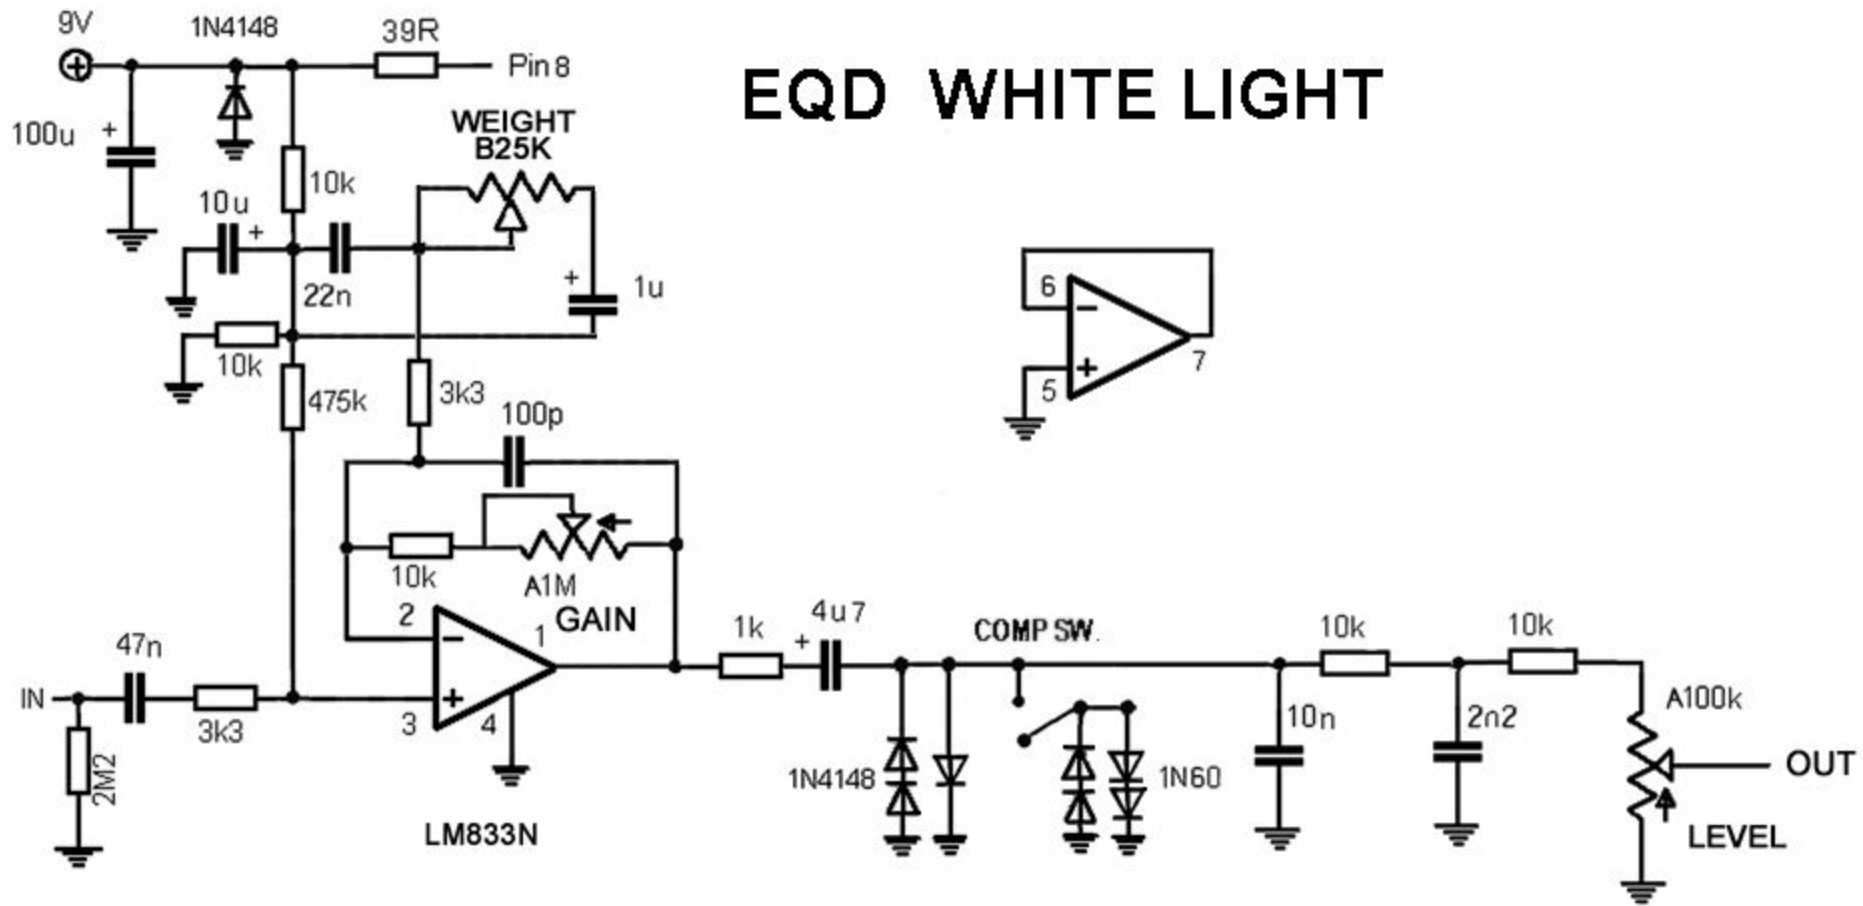 EQD WHITE LIGHT
9V
1N4148
39R
Pin 8
100u
+
10k
WEIGHT
B25K
10u
+
22n
+
1u
10k
475k
3k3
100p
6
−
+
5
7
10k
A1M
GAIN
2
−
1
47n
IN
3k3
+
3
4
2M2
LM833N
1k
+
4u7
COMP SW.
1N4148
1N60
10k
10k
10n
2n2
A100k
OUT
LEVEL